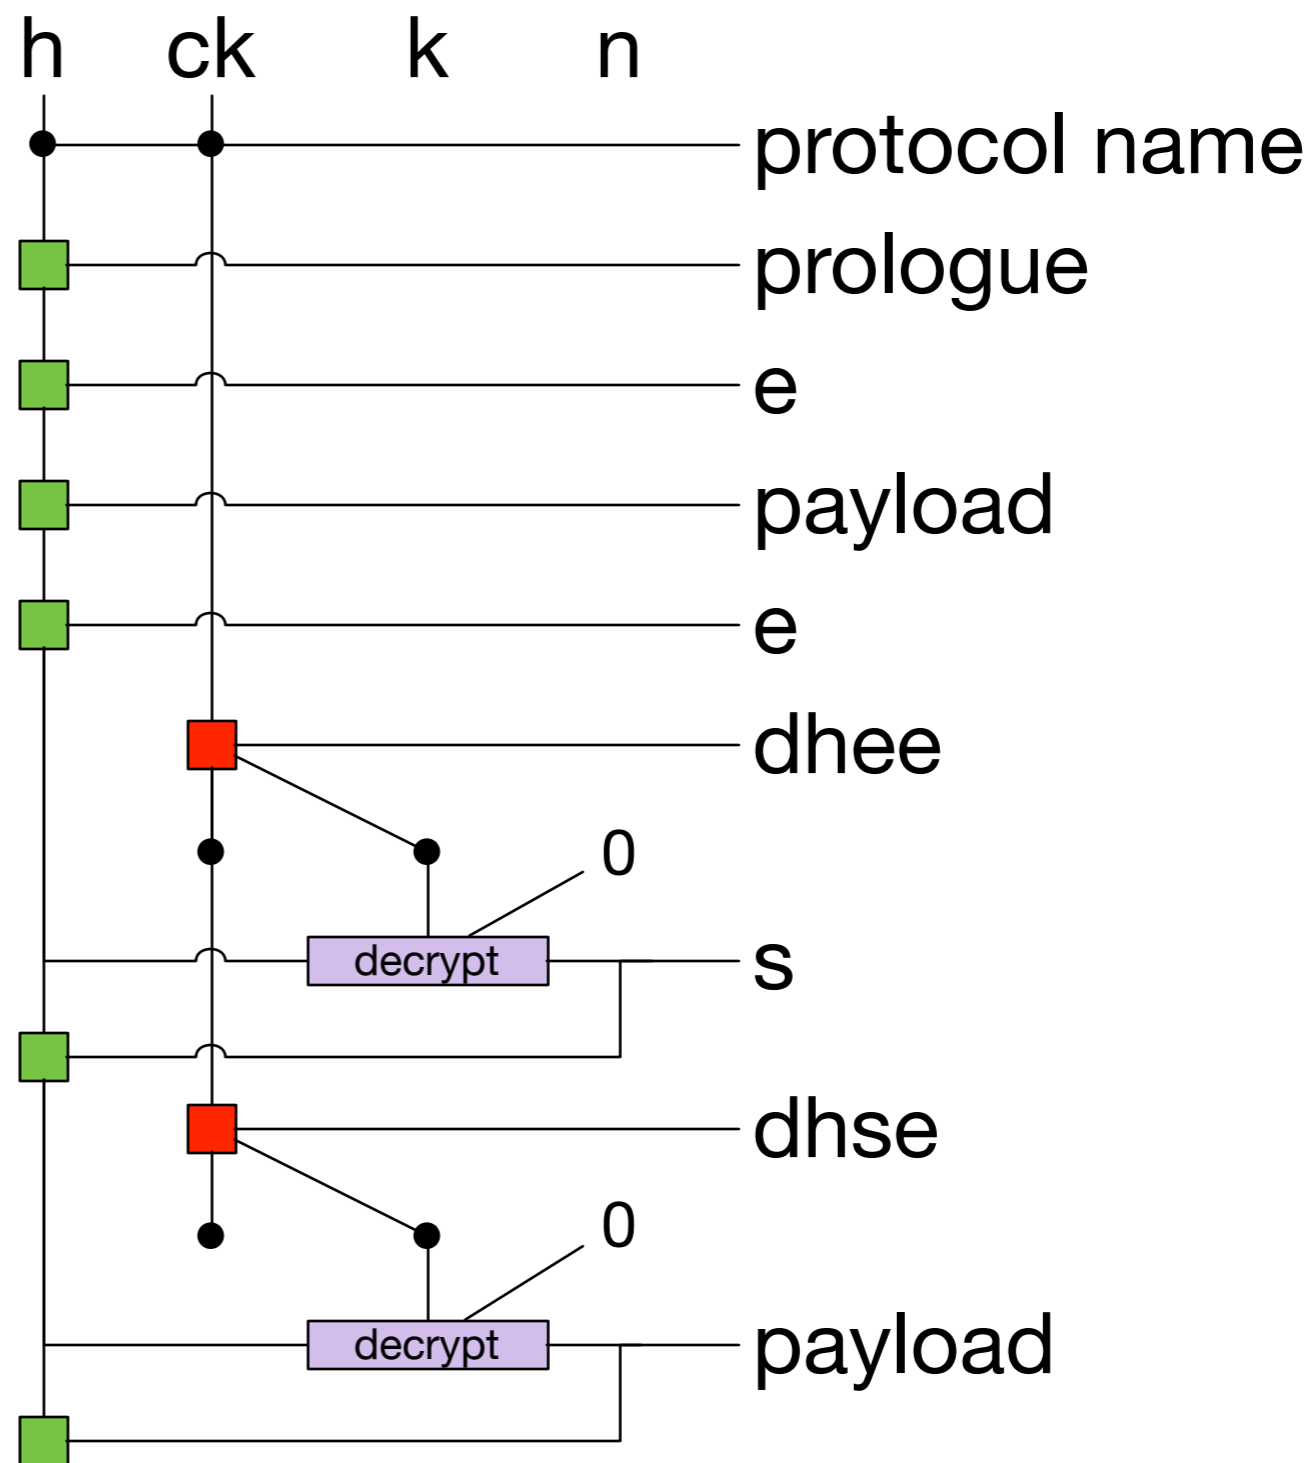 h ck k n
protocol name
prologue
e
payload
e
dhee
0
decrypt s
dhse
0
decrypt payload